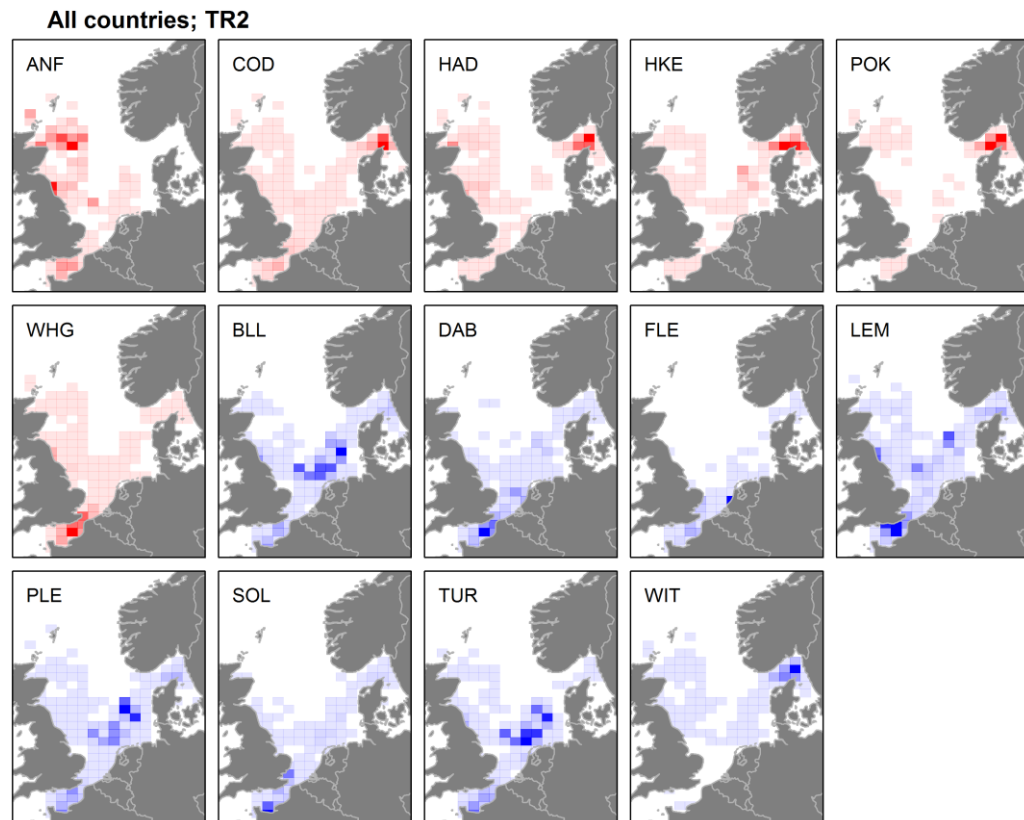 All countries; TR2
ANF COD HAD HKE POK
WHG BLL DAB FLE LEM
PLE SOL TUR WIT